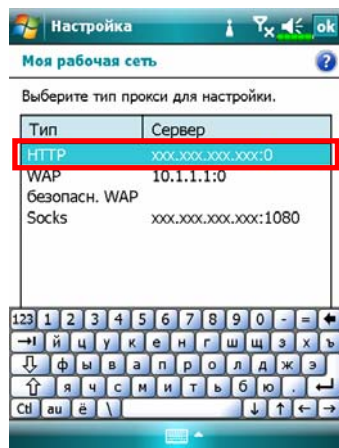 Настройка ok
Моя рабочая сеть ?
Выберите тип прокси для настройки.
Тип Сервер
HTTP xxx.xxx.xxx.xxx:0
WAP 10.1.1.1:0
безопасн. WAP
Socks xxx.xxx.xxx.xxx:1080
123 1 2 3 4 5 6 7 8 9 0 - =
й ц у к е н г ш щ з х ъ
ф ы в а п р о л д ж э
я ч с м и т ь б ю .
Ctl au ё \